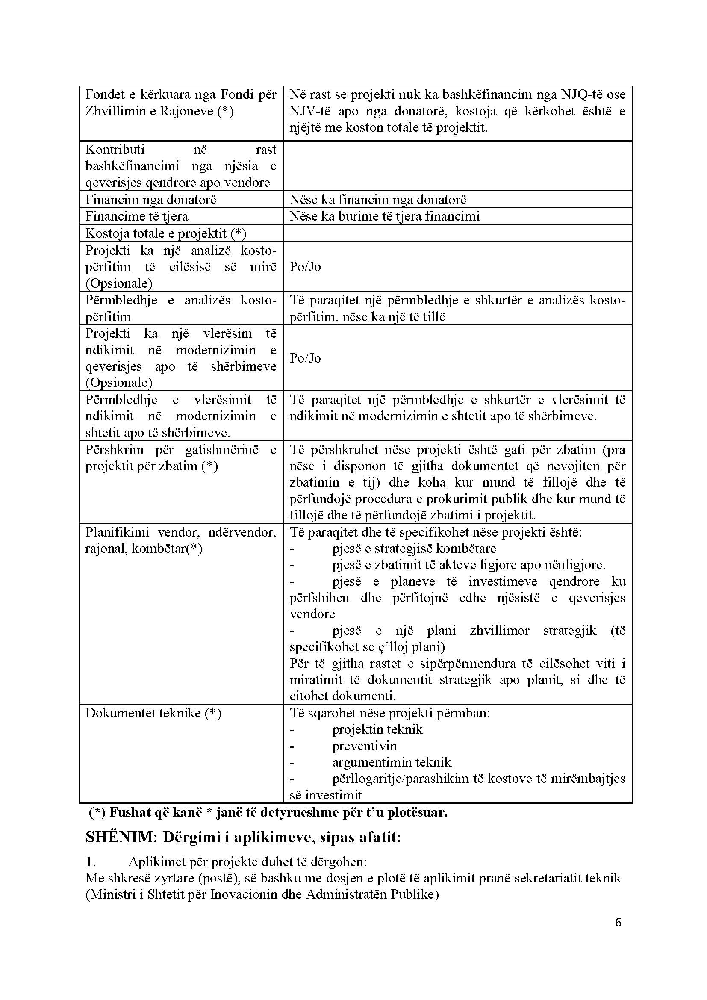 Fondet e kërkuara nga Fondi për
Zhvillimin e Rajoneve (*)
Në rast se projekti nuk ka bashkëfinancim nga NJQ-të ose
NJV-të apo nga donatorë, kostoja që kërkohet është e
njëjtë me koston totale të projektit.
Kontributi në rast
bashkëfinancimi nga njësia e
qeverisjes qendrore apo vendore
Financim nga donatorë
Nëse ka financim nga donatorë
Financime të tjera
Nëse ka burime të tjera financimi
Kostoja totale e projektit (*)
Projekti ka një analizë kosto-
përfitim të cilësisë së mirë
(Opsionale)
Po/Jo
Përmbledhje e analizës kosto-
përfitim
Të paraqitet një përmbledhje e shkurtër e analizës kosto-
përfitim, nëse ka një të tillë
Projekti ka një vlerësim të
ndikimit në modernizimin e
qeverisjes apo të shërbimeve
(Opsionale)
Po/Jo
Përmbledhje e vlerësimit të
ndikimit në modernizimin e
shtetit apo të shërbimeve.
Të paraqitet një përmbledhje e shkurtër e vlerësimit të
ndikimit në modernizimin e shtetit apo të shërbimeve.
Përshkrim për gatishmërinë e
projektit për zbatim (*)
Të përshkruhet nëse projekti është gati për zbatim (pra
nëse i disponon të gjitha dokumentet që nevojiten për
zbatimin e tij) dhe koha kur mund të fillojë dhe të
përfundojë procedura e prokurimit publik dhe kur mund të
fillojë dhe të përfundojë zbatimi i projektit.
Planifikimi vendor, ndërvendor,
rajonal, kombëtar(*)
Të paraqitet dhe të specifikohet nëse projekti është:
- pjesë e strategjisë kombëtare
- pjesë e zbatimit të akteve ligjore apo nënligjore.
- pjesë e planeve të investimeve qendrore ku
përfshihen dhe përfitojnë edhe njësistë e qeverisjes
vendore
- pjesë e një plani zhvillimor strategjik (të
specifikohet se ç’lloj plani)
Për të gjitha rastet e sipërpërmendura të cilësohet viti i
miratimit të dokumentit strategjik apo planit, si dhe të
citohet dokumenti.
Dokumentet teknike (*)
Të sqarohet nëse projekti përmban:
- projektin teknik
- preventivin
- argumentimin teknik
- përllogaritje/parashikim të kostove të mirëmbajtjes
së investimit
(*) Fushat që kanë * janë të detyrueshme për t’u plotësuar.
SHËNIM: Dërgimi i aplikimeve, sipas afatit:
1. Aplikimet për projekte duhet të dërgohen:
Me shkresë zyrtare (postë), së bashku me dosjen e plotë të aplikimit pranë sekretariatit teknik
(Ministri i Shtetit për Inovacionin dhe Administratën Publike)
6